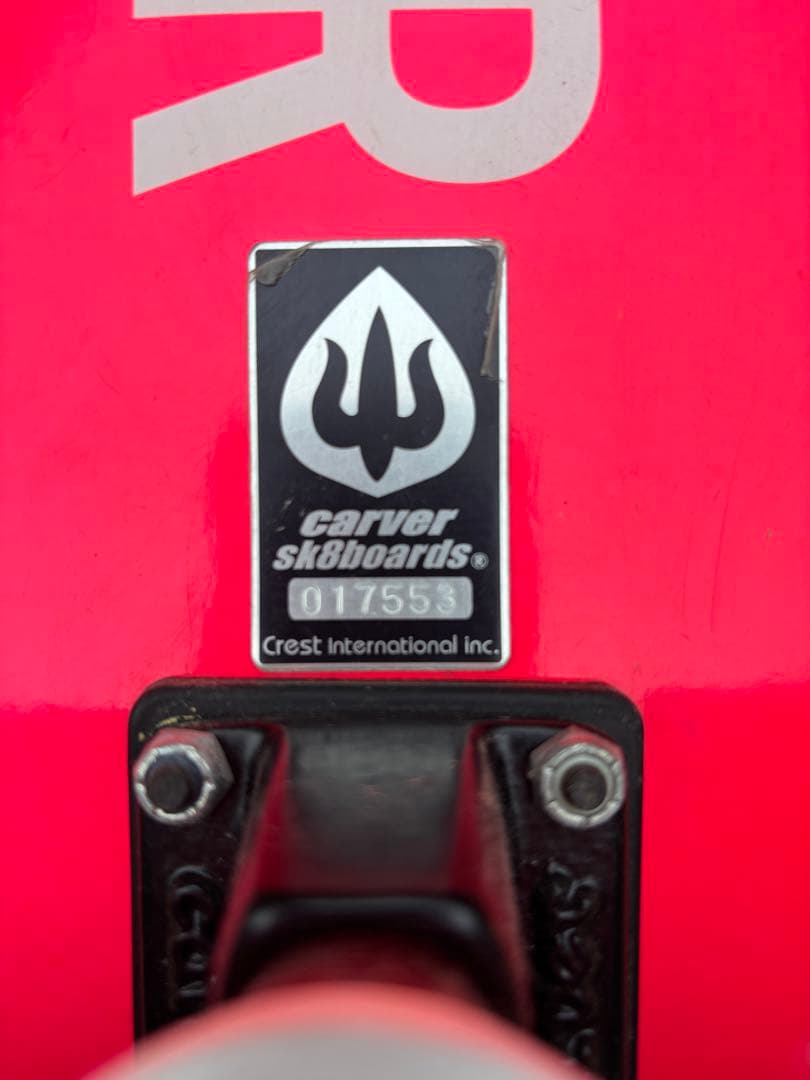 R
carver
sk8boards®
017553
Crest International inc.